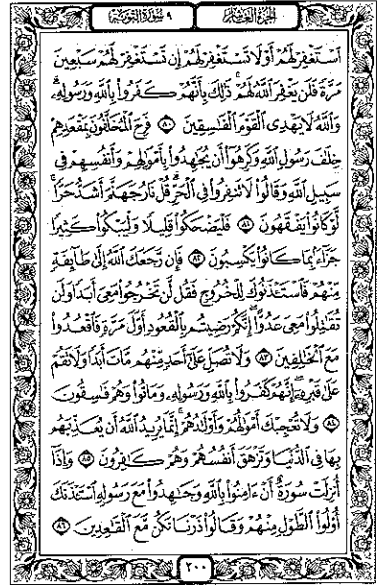 الجزء العاشر
٩ سورة التوبة
ٱسۡتَغۡفِرۡ لَهُمۡ أَوۡ لَا تَسۡتَغۡفِرۡ لَهُمۡ إِن تَسۡتَغۡفِرۡ لَهُمۡ سَبۡعِينَ
مَرَّةٗ فَلَن يَغۡفِرَ ٱللَّهُ لَهُمۡۚ ذَٰلِكَ بِأَنَّهُمۡ كَفَرُواْ بِٱللَّهِ وَرَسُولِهِۦۗ
وَٱللَّهُ لَا يَهۡدِي ٱلۡقَوۡمَ ٱلۡفَٰسِقِينَ ٨٠ فَرِحَ ٱلۡمُخَلَّفُونَ بِمَقۡعَدِهِمۡ
خِلَٰفَ رَسُولِ ٱللَّهِ وَكَرِهُوٓاْ أَن يُجَٰهِدُواْ بِأَمۡوَٰلِهِمۡ وَأَنفُسِهِمۡ فِي
سَبِيلِ ٱللَّهِ وَقَالُواْ لَا تَنفِرُواْ فِي ٱلۡحَرِّۗ قُلۡ نَارُ جَهَنَّمَ أَشَدُّ حَرّٗاۚ
لَّوۡ كَانُواْ يَفۡقَهُونَ ٨١ فَلۡيَضۡحَكُواْ قَلِيلٗا وَلۡيَبۡكُواْ كَثِيرٗا
جَزَآءَۢ بِمَا كَانُواْ يَكۡسِبُونَ ٨٢ فَإِن رَّجَعَكَ ٱللَّهُ إِلَىٰ طَآئِفَةٖ
مِّنۡهُمۡ فَٱسۡتَـٔۡذَنُوكَ لِلۡخُرُوجِ فَقُل لَّن تَخۡرُجُواْ مَعِيَ أَبَدٗا وَلَن
تُقَٰتِلُواْ مَعِيَ عَدُوًّاۖ إِنَّكُمۡ رَضِيتُم بِٱلۡقُعُودِ أَوَّلَ مَرَّةٖ فَٱقۡعُدُواْ
مَعَ ٱلۡخَٰلِفِينَ ٨٣ وَلَا تُصَلِّ عَلَىٰٓ أَحَدٖ مِّنۡهُم مَّاتَ أَبَدٗا وَلَا تَقُمۡ
عَلَىٰ قَبۡرِهِۦٓۖ إِنَّهُمۡ كَفَرُواْ بِٱللَّهِ وَرَسُولِهِۦ وَمَاتُواْ وَهُمۡ فَٰسِقُونَ
٨٤ وَلَا تُعۡجِبۡكَ أَمۡوَٰلُهُمۡ وَأَوۡلَٰدُهُمۡۚ إِنَّمَا يُرِيدُ ٱللَّهُ أَن يُعَذِّبَهُم
بِهَا فِي ٱلدُّنۡيَا وَتَزۡهَقَ أَنفُسُهُمۡ وَهُمۡ كَٰفِرُونَ ٨٥ وَإِذَآ
أُنزِلَتۡ سُورَةٌ أَنۡ ءَامِنُواْ بِٱللَّهِ وَجَٰهِدُواْ مَعَ رَسُولِهِ ٱسۡتَـٔۡذَنَكَ
أُوْلُواْ ٱلطَّوۡلِ مِنۡهُمۡ وَقَالُواْ ذَرۡنَا نَكُن مَّعَ ٱلۡقَٰعِدِينَ ٨٦
٢٠٠